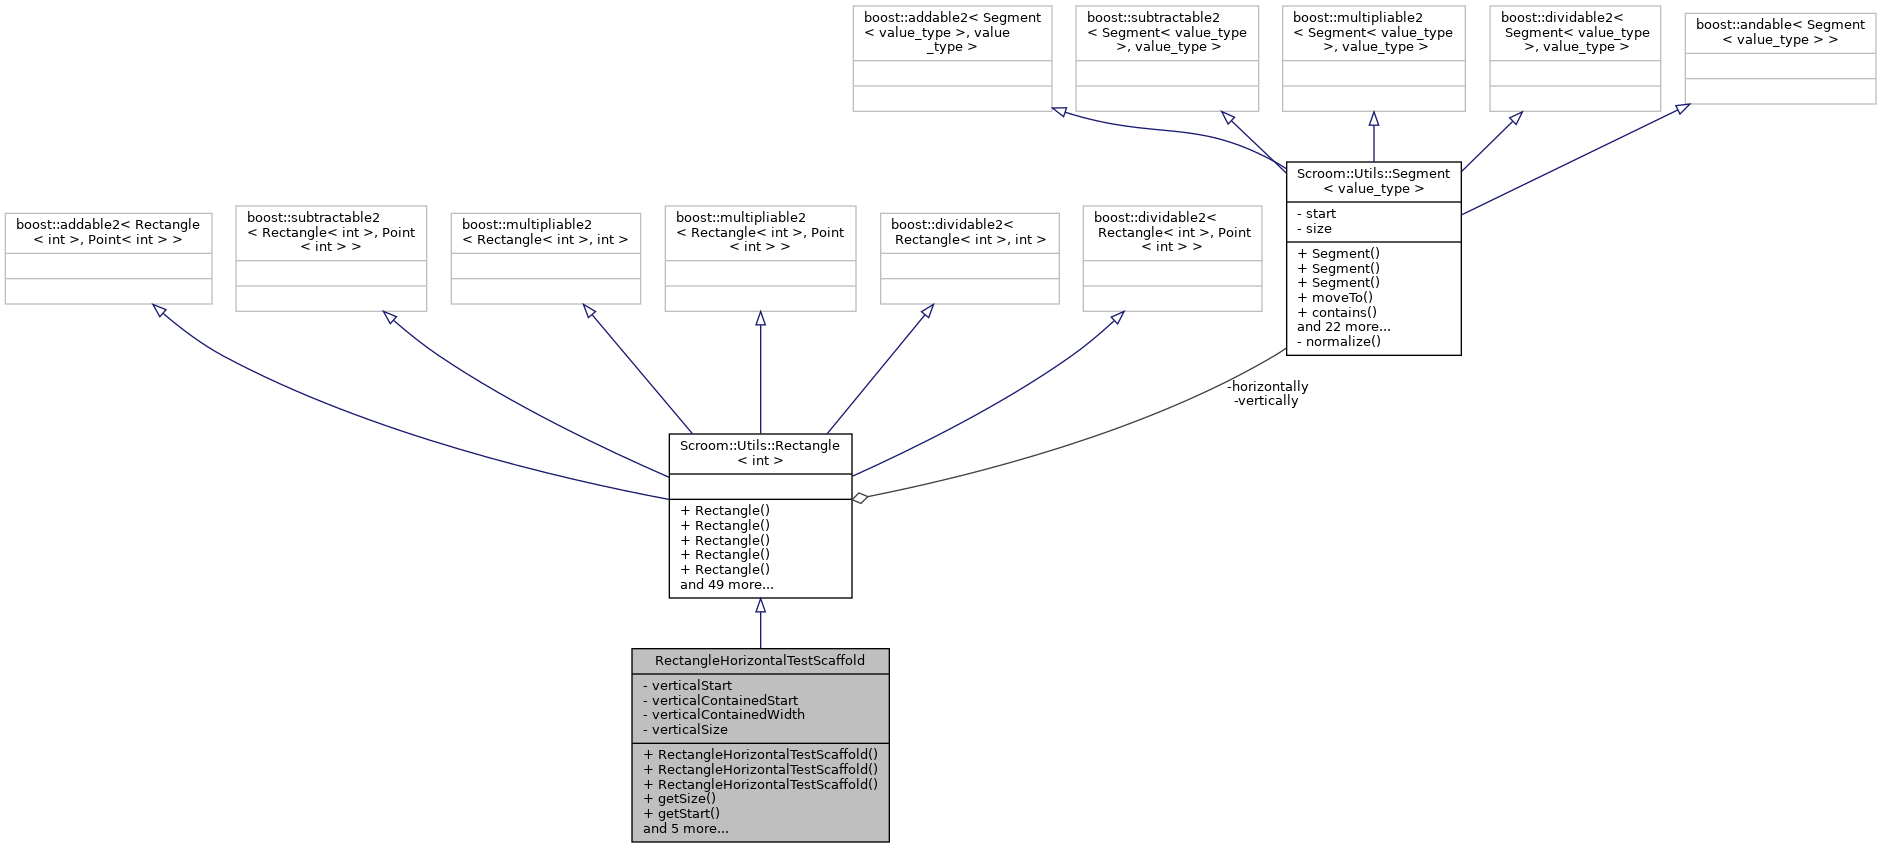 boost::addable2< Segment
< value_type >, value
_type >
boost::subtractable2
< Segment< value_type
>, value_type >
boost::multipliable2
< Segment< value_type
>, value_type >
boost::dividable2<
Segment< value_type
>, value_type >
boost::andable< Segment
< value_type > >
Scroom::Utils::Segment
< value_type >
- start
- size
+ Segment()
+ Segment()
+ Segment()
+ moveTo()
+ contains()
and 22 more...
- normalize()
boost::addable2< Rectangle
< int >, Point< int > >
boost::subtractable2
< Rectangle< int >, Point
< int > >
boost::multipliable2
< Rectangle< int >, int >
boost::multipliable2
< Rectangle< int >, Point
< int > >
boost::dividable2<
Rectangle< int >, int >
boost::dividable2<
Rectangle< int >, Point
< int > >
-horizontally
-vertically
Scroom::Utils::Rectangle
< int >
+ Rectangle()
+ Rectangle()
+ Rectangle()
+ Rectangle()
+ Rectangle()
and 49 more...
RectangleHorizontalTestScaffold
- verticalStart
- verticalContainedStart
- verticalContainedWidth
- verticalSize
+ RectangleHorizontalTestScaffold()
+ RectangleHorizontalTestScaffold()
+ RectangleHorizontalTestScaffold()
+ getSize()
+ getStart()
and 5 more...